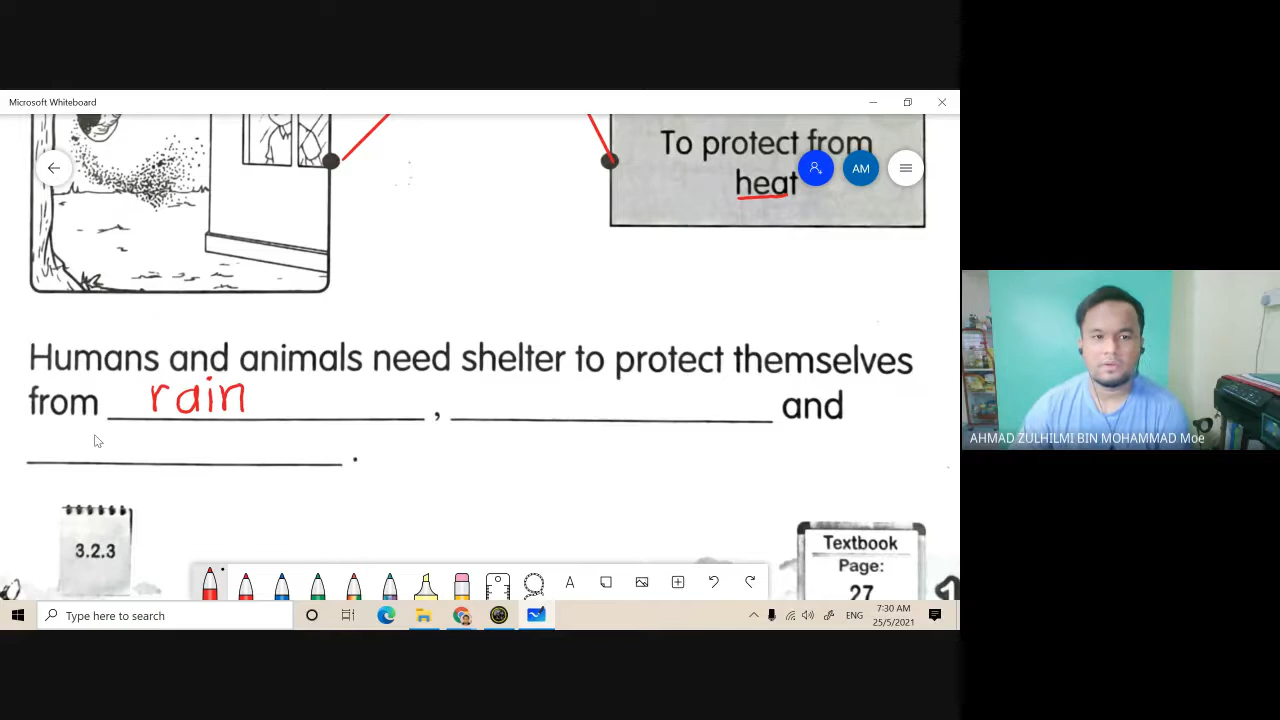 Microsoft Whiteboard
To protect from
heat
AM
Humans and animals need shelter to protect themselves
from rain , and
.
3.2.3
Textbook
Page:
27
AHMAD ZULHILMI BIN MOHAMMAD Moe
Type here to search
ENG
7:30 AM
25/5/2021